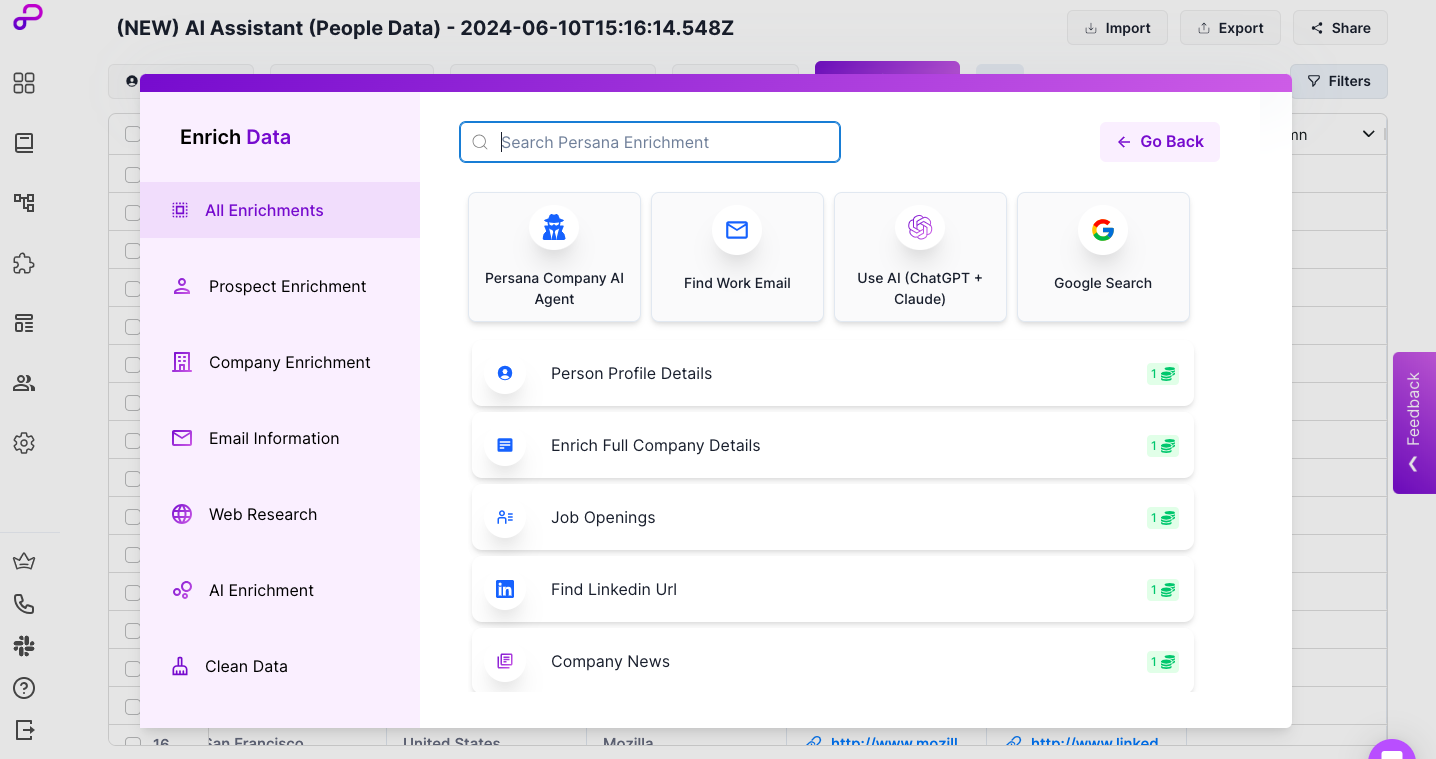 (NEW) AI Assistant (People Data) - 2024-06-10T15:16:14.548Z
Import
Export
Share
Filters
Enrich Data
Search Persana Enrichment
Go Back
All Enrichments
Prospect Enrichment
Company Enrichment
Email Information
Web Research
AI Enrichment
Clean Data
Persana Company AI
Agent
Find Work Email
Use AI (ChatGPT +
Claude)
Google Search
Person Profile Details
1
Enrich Full Company Details
1
Job Openings
1
Find Linkedin Url
1
Company News
1
mn
Feedback
16 San Francisco United States Mozilla http://www.mozill http://www.linked